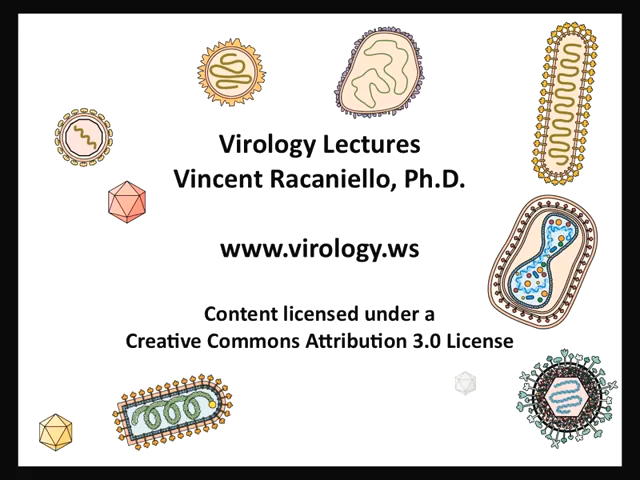 Virology Lectures
Vincent Racaniello, Ph.D.
www.virology.ws
Content licensed under a
Creative Commons Attribution 3.0 License